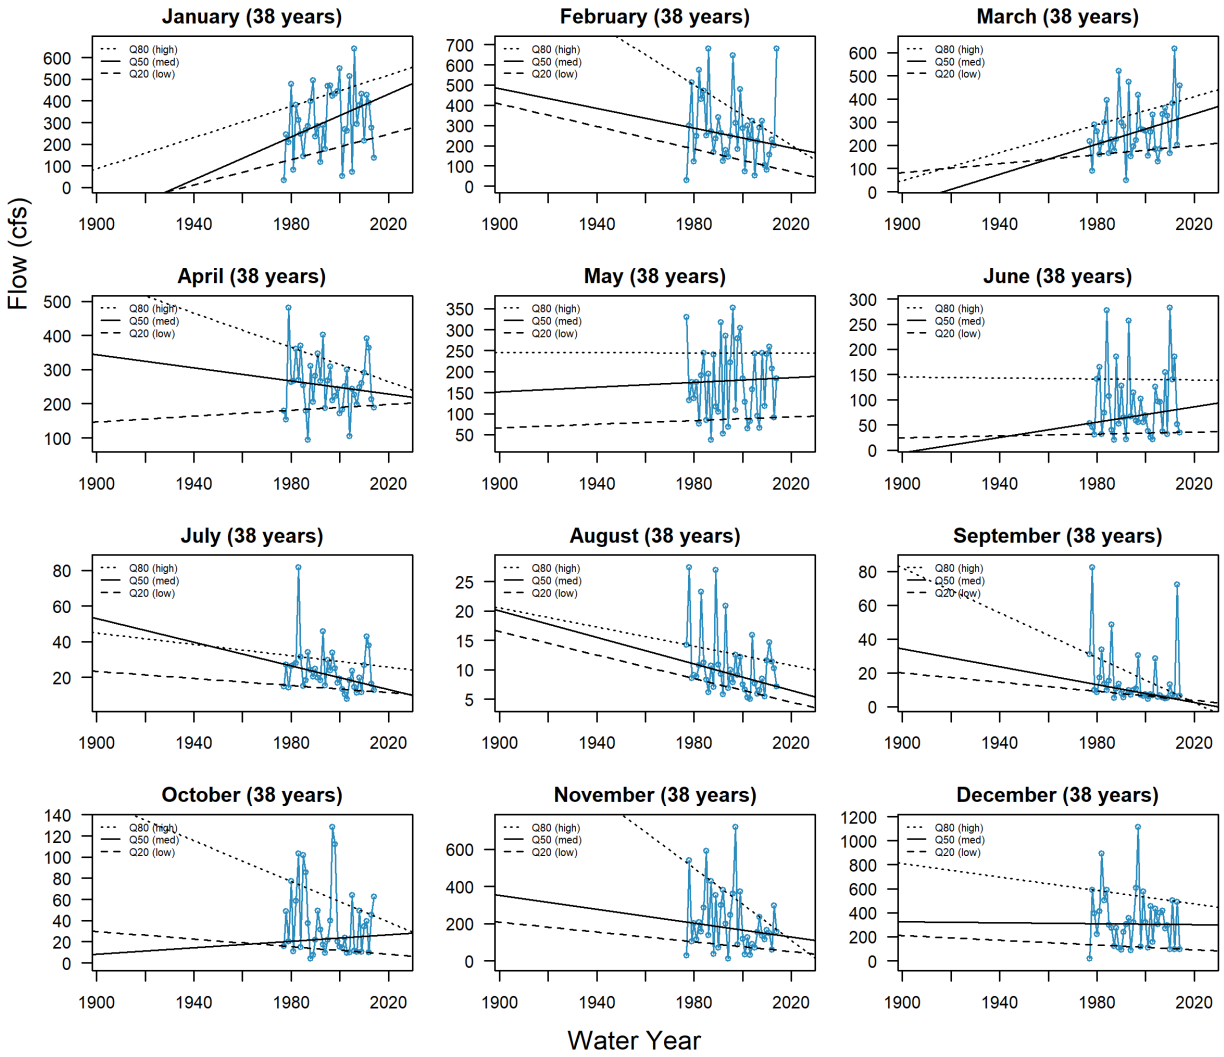 January (38 years)
Q80 (high)
Q50 (med)
Q20 (low)
600
500
400
300
200
100
0
1900 1940 1980 2020
February (38 years)
Q80 (high)
Q50 (med)
Q20 (low)
700
600
500
400
300
200
100
0
1900 1940 1980 2020
March (38 years)
Q80 (high)
Q50 (med)
Q20 (low)
600
500
400
300
200
100
0
1900 1940 1980 2020
Flow (cfs)
April (38 years)
Q80 (high)
Q50 (med)
Q20 (low)
500
400
300
200
100
1900 1940 1980 2020
May (38 years)
Q80 (high)
Q50 (med)
Q20 (low)
350
300
250
200
150
100
50
1900 1940 1980 2020
June (38 years)
Q80 (high)
Q50 (med)
Q20 (low)
300
250
200
150
100
50
0
1900 1940 1980 2020
July (38 years)
Q80 (high)
Q50 (med)
Q20 (low)
80
60
40
20
1900 1940 1980 2020
August (38 years)
Q80 (high)
Q50 (med)
Q20 (low)
25
20
15
10
5
1900 1940 1980 2020
September (38 years)
Q80 (high)
Q50 (med)
Q20 (low)
80
60
40
20
0
1900 1940 1980 2020
October (38 years)
Q80 (high)
Q50 (med)
Q20 (low)
140
120
100
80
60
40
20
0
1900 1940 1980 2020
November (38 years)
Q80 (high)
Q50 (med)
Q20 (low)
600
400
200
0
1900 1940 1980 2020
December (38 years)
Q80 (high)
Q50 (med)
Q20 (low)
1200
1000
800
600
400
200
0
1900 1940 1980 2020
Water Year